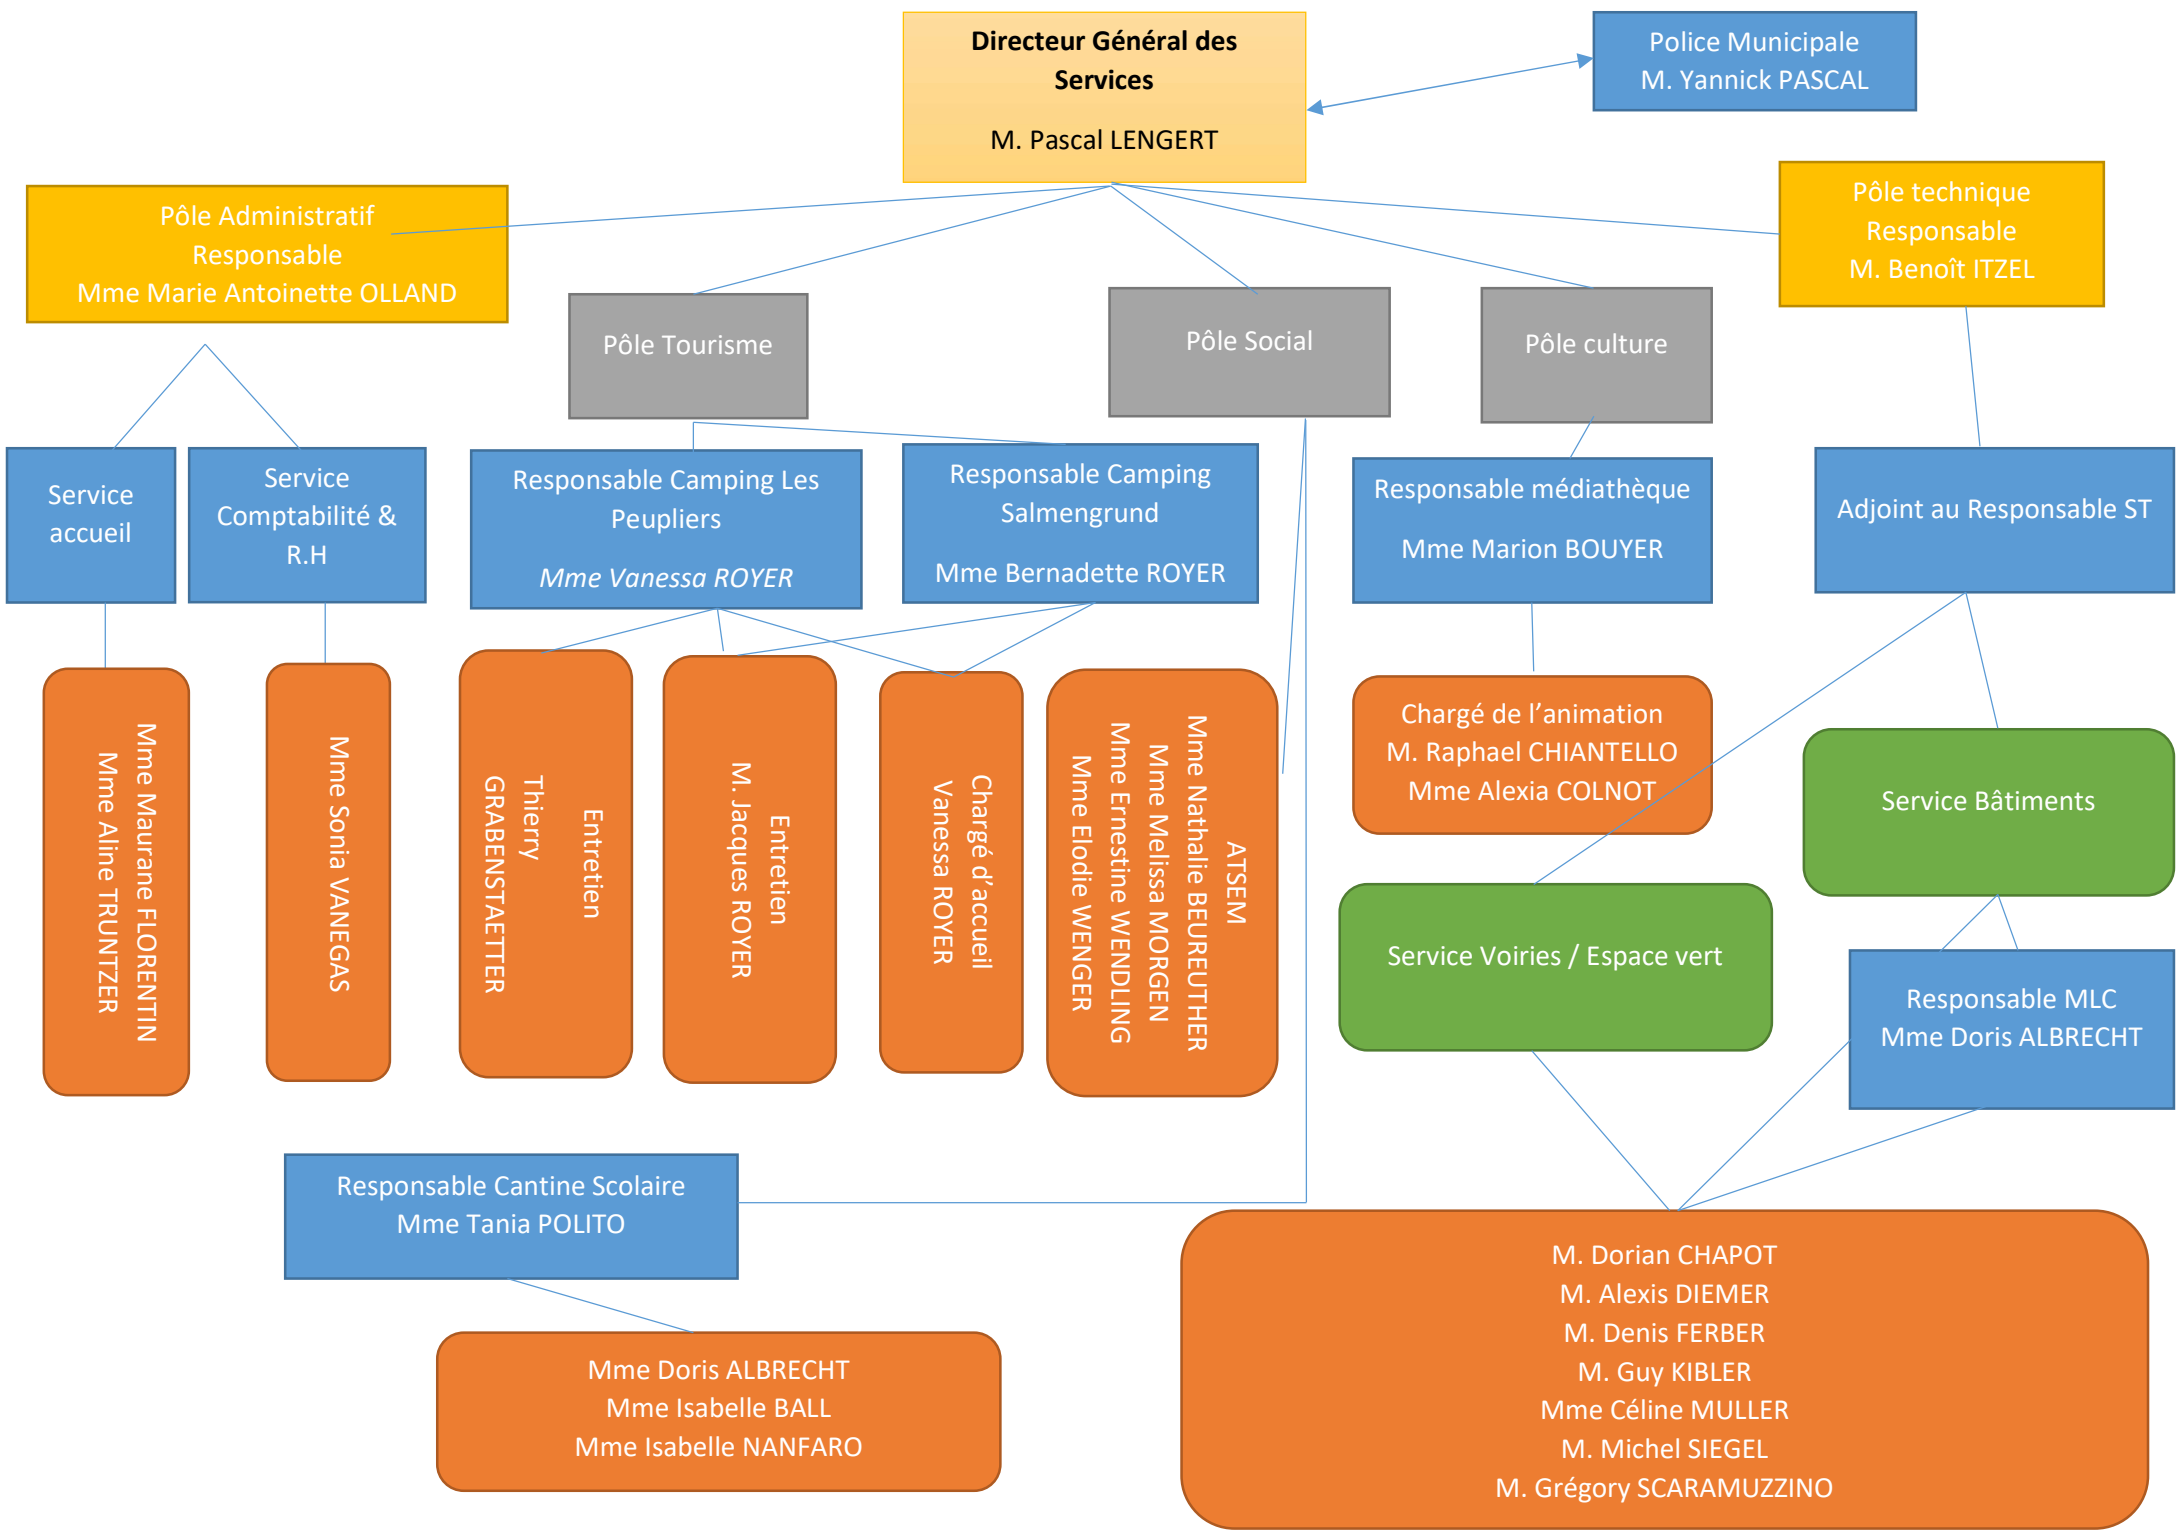 Directeur Général des
Services
M. Pascal LENGERT
Police Municipale
M. Yannick PASCAL
Pôle Administratif
Responsable
Mme Marie Antoinette OLLAND
Pôle technique
Responsable
M. Benoît ITZEL
Pôle Tourisme
Pôle Social
Pôle culture
Service
accueil
Service
Comptabilité &
R.H
Responsable Camping Les
Peupliers
Mme Vanessa ROYER
Responsable Camping
Salmengrund
Mme Bernadette ROYER
Responsable médiathèque
Mme Marion BOUYER
Adjoint au Responsable ST
Mme Maurane FLORENTIN
Mme Aline TRUNTZER
Mme Sonia VANEGAS
Entretien
Thierry
GRABENSTAETTER
Entretien
M. Jacques ROYER
Chargé d'accueil
Vanessa ROYER
ATSEM
Mme Nathalie BEUREUTHER
Mme Melissa MORGEN
Mme Ernestine WENDLING
Mme Elodie WENGER
Chargé de l’animation
M. Raphael CHIANTELLO
Mme Alexia COLNOT
Service Bâtiments
Service Voiries / Espace vert
Responsable MLC
Mme Doris ALBRECHT
Responsable Cantine Scolaire
Mme Tania POLITO
Mme Doris ALBRECHT
Mme Isabelle BALL
Mme Isabelle NANFARO
M. Dorian CHAPOT
M. Alexis DIEMER
M. Denis FERBER
M. Guy KIBLER
Mme Céline MULLER
M. Michel SIEGEL
M. Grégory SCARAMUZZINO